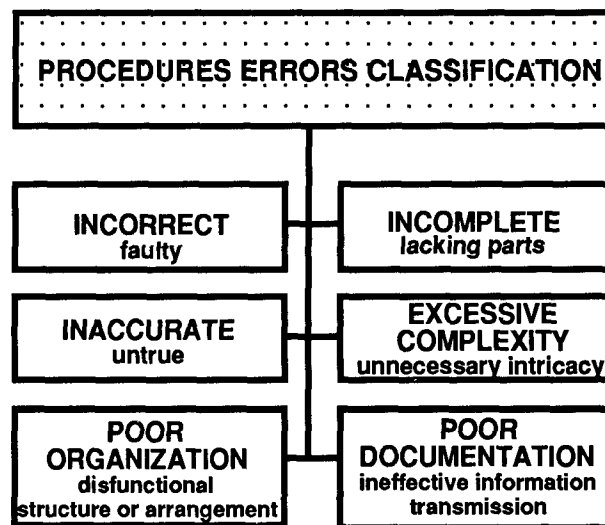 PROCEDURES ERRORS CLASSIFICATION
INCORRECT
faulty
INCOMPLETE
lacking parts
INACCURATE
untrue
EXCESSIVE
COMPLEXITY
unnecessary intricacy
POOR
ORGANIZATION
disfunctional
structure or arrangement
POOR
DOCUMENTATION
ineffective information
transmission